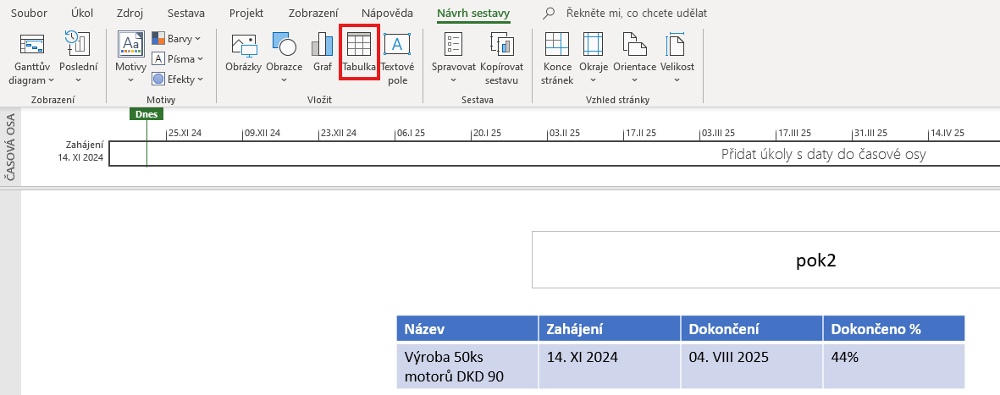 Soubor Úkol Zdroj Sestava Projekt Zobrazení Nápověda Návrh sestavy Řekněte mi, co chcete udělat
Ganttův diagram
Poslední
Zobrazení
Motivy
Barvy
Písma
Efekty
Motivy
Obrázky
Obrazce
Graf
Tabulka
Textové pole
Vložit
Spravovat
Kopírovat sestavu
Sestava
Konce stránek
Okraje
Orientace
Velikost
Vzhled stránky
ČASOVÁ OSA
Dnes
Zahájení
14. XI 2024
25.XI 24 09.XII 24 23.XII 24 06.I 25 20.I 25 03.II 25 17.II 25 03.III 25 17.III 25 31.III 25 14.IV 25
Přidat úkoly s daty do časové osy
pok2
Název Zahájení Dokončení Dokončeno %
Výroba 50ks 14. XI 2024 04. VIII 2025 44%
motorů DKD 90